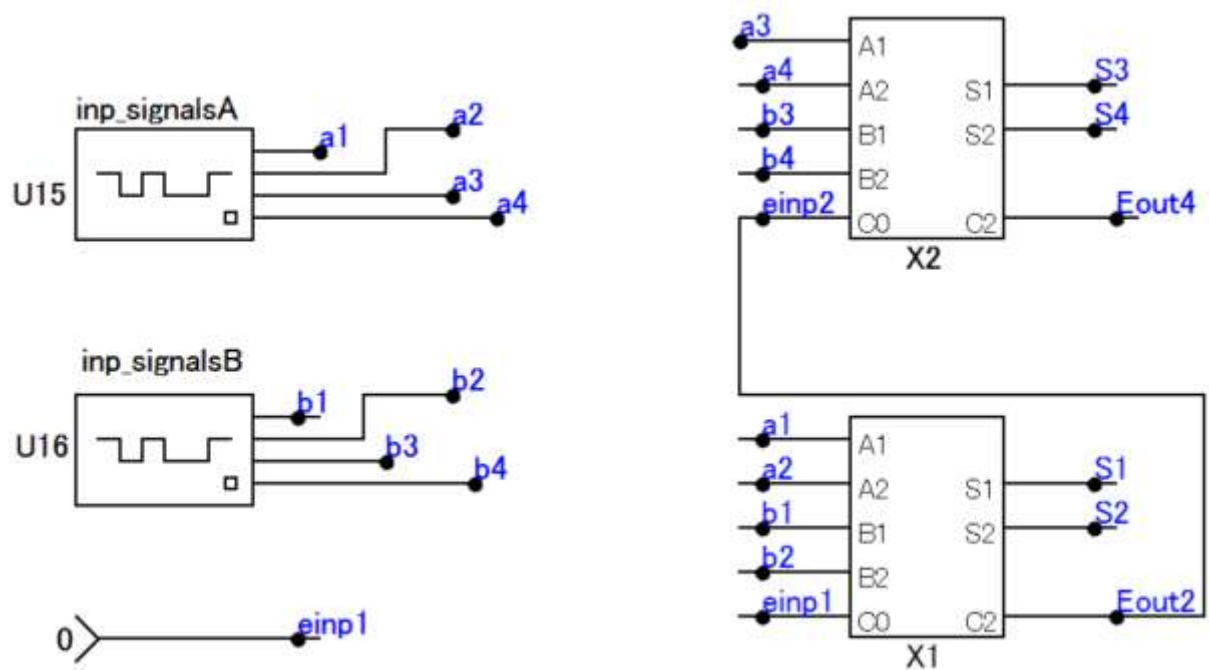 inp_signalsA
U15
a1
a2
a3
a4
inp_signalsB
U16
b1
b2
b3
b4
0
einp1
a3
A1
a4
A2
S1
S3
b3
B1
S2
S4
b4
B2
einp2
C0
C2
Eout4
X2
a1
A1
a2
A2
S1
S1
b1
B1
S2
S2
b2
B2
einp1
C0
C2
Eout2
X1